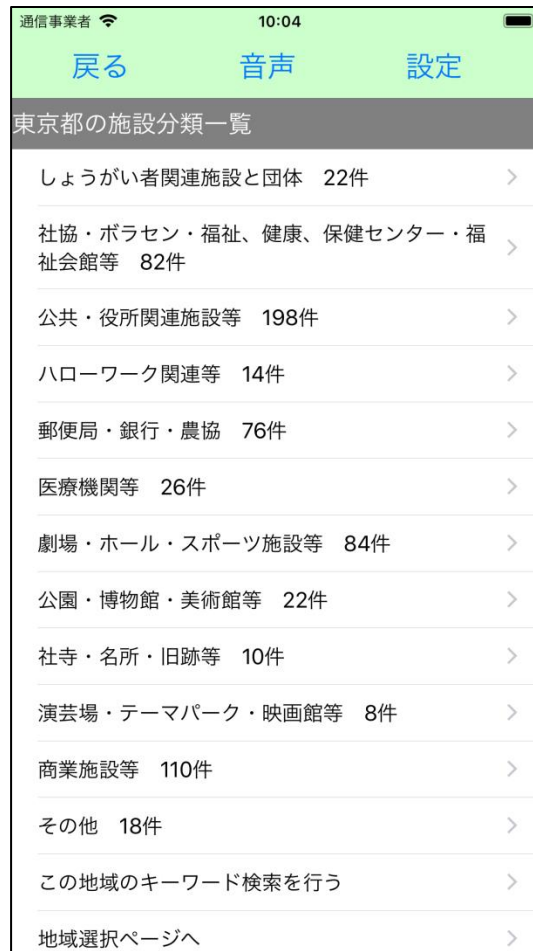 通信事業者 10:04
戻る 音声 設定
東京都の施設分類一覧
しょうがい者関連施設と団体　22件
社協・ボラセン・福祉、健康、保健センター・福
祉会館等　82件
公共・役所関連施設等　198件
ハローワーク関連等　14件
郵便局・銀行・農協　76件
医療機関等　26件
劇場・ホール・スポーツ施設等　84件
公園・博物館・美術館等　22件
社寺・名所・旧跡等　10件
演芸場・テーマパーク・映画館等　8件
商業施設等　110件
その他　18件
この地域のキーワード検索を行う
地域選択ページへ